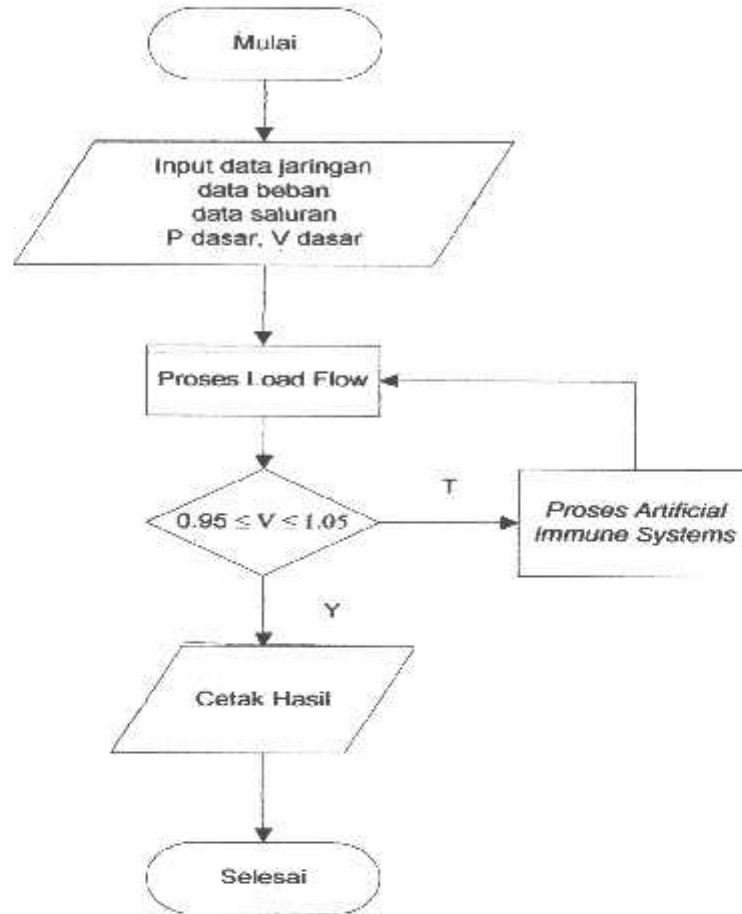 Mulai
Input data jaringan
data beban
data saluran
P dasar, V dasar
Proses Load Flow
0.95 ≤ V ≤ 1.05
T
Proses Artificial
Immune Systems
Y
Cetak Hasil
Selesai